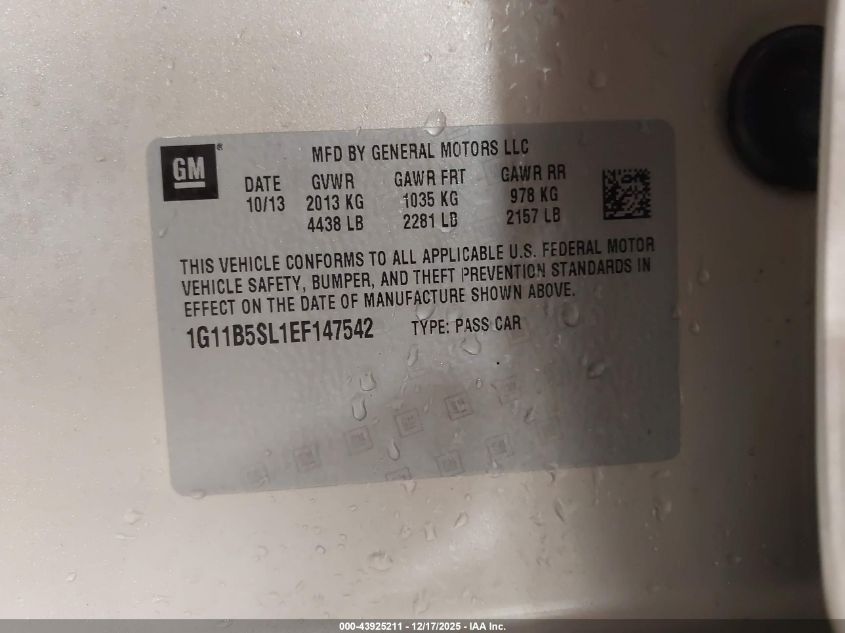 GM®
MFD BY GENERAL MOTORS LLC
DATE GVWR GAWR FRT GAWR RR
10/13 2013 KG 1035 KG 978 KG
4438 LB 2281 LB 2157 LB
THIS VEHICLE CONFORMS TO ALL APPLICABLE U.S. FEDERAL MOTOR
VEHICLE SAFETY, BUMPER, AND THEFT PREVENTION STANDARDS IN
EFFECT ON THE DATE OF MANUFACTURE SHOWN ABOVE.
1G11B5SL1EF147542 TYPE: PASS CAR
000-43925211 - 12/17/2025 - IAA Inc.